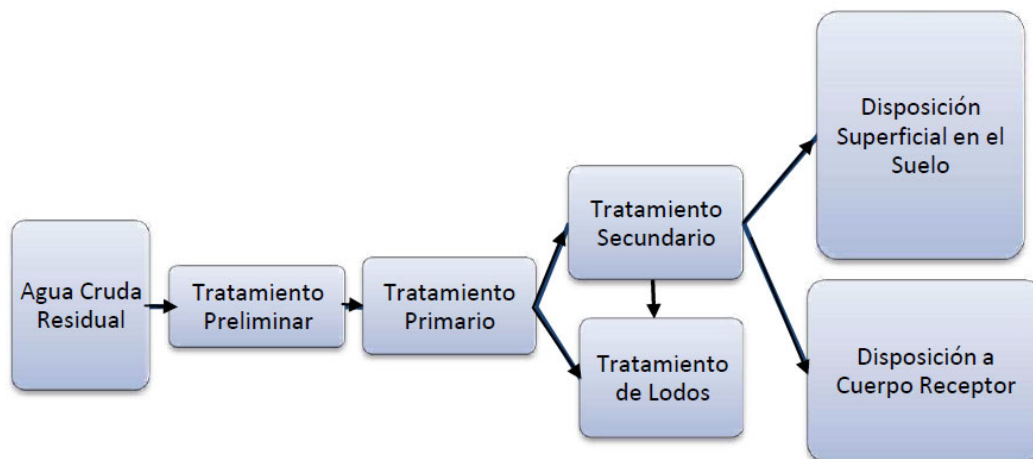 Agua Cruda
Residual
Tratamiento
Preliminar
Tratamiento
Primario
Tratamiento
Secundario
Tratamiento
de Lodos
Disposición
Superficial en el
Suelo
Disposición a
Cuerpo Receptor